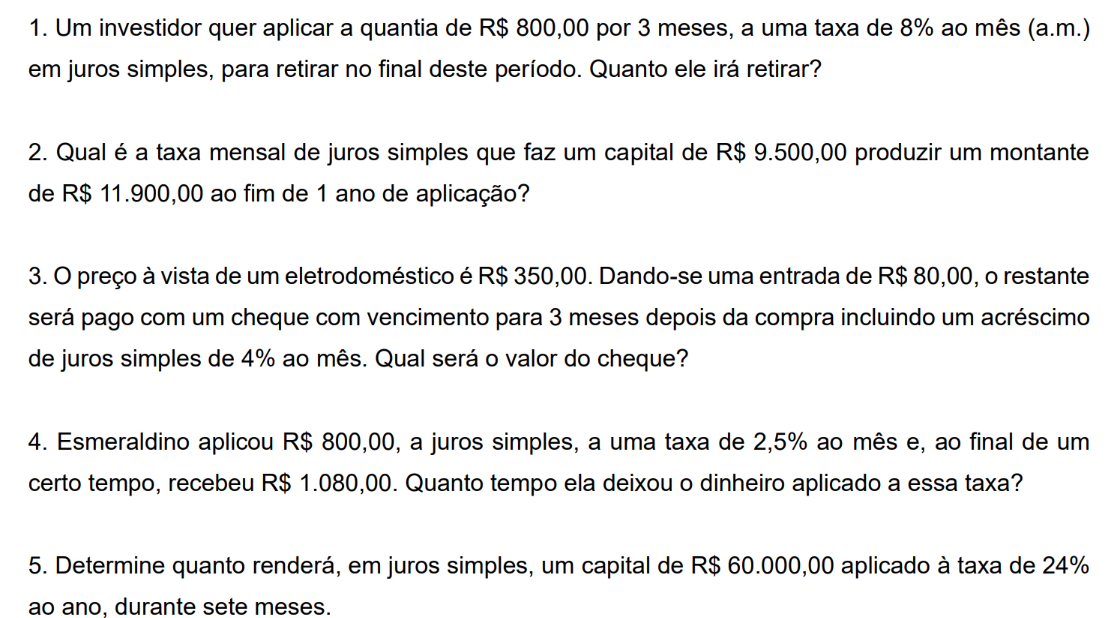 1. Um investidor quer aplicar a quantia de R$ 800,00 por 3 meses, a uma taxa de 8% ao mês (a.m.)
em juros simples, para retirar no final deste período. Quanto ele irá retirar?
2. Qual é a taxa mensal de juros simples que faz um capital de R$ 9.500,00 produzir um montante
de R$ 11.900,00 ao fim de 1 ano de aplicação?
3. O preço à vista de um eletrodoméstico é R$ 350,00. Dando-se uma entrada de R$ 80,00, o restante
será pago com um cheque com vencimento para 3 meses depois da compra incluindo um acréscimo
de juros simples de 4% ao mês. Qual será o valor do cheque?
4. Esmeraldino aplicou R$ 800,00, a juros simples, a uma taxa de 2,5% ao mês e, ao final de um
certo tempo, recebeu R$ 1.080,00. Quanto tempo ela deixou o dinheiro aplicado a essa taxa?
5. Determine quanto renderá, em juros simples, um capital de R$ 60.000,00 aplicado à taxa de 24%
ao ano, durante sete meses.